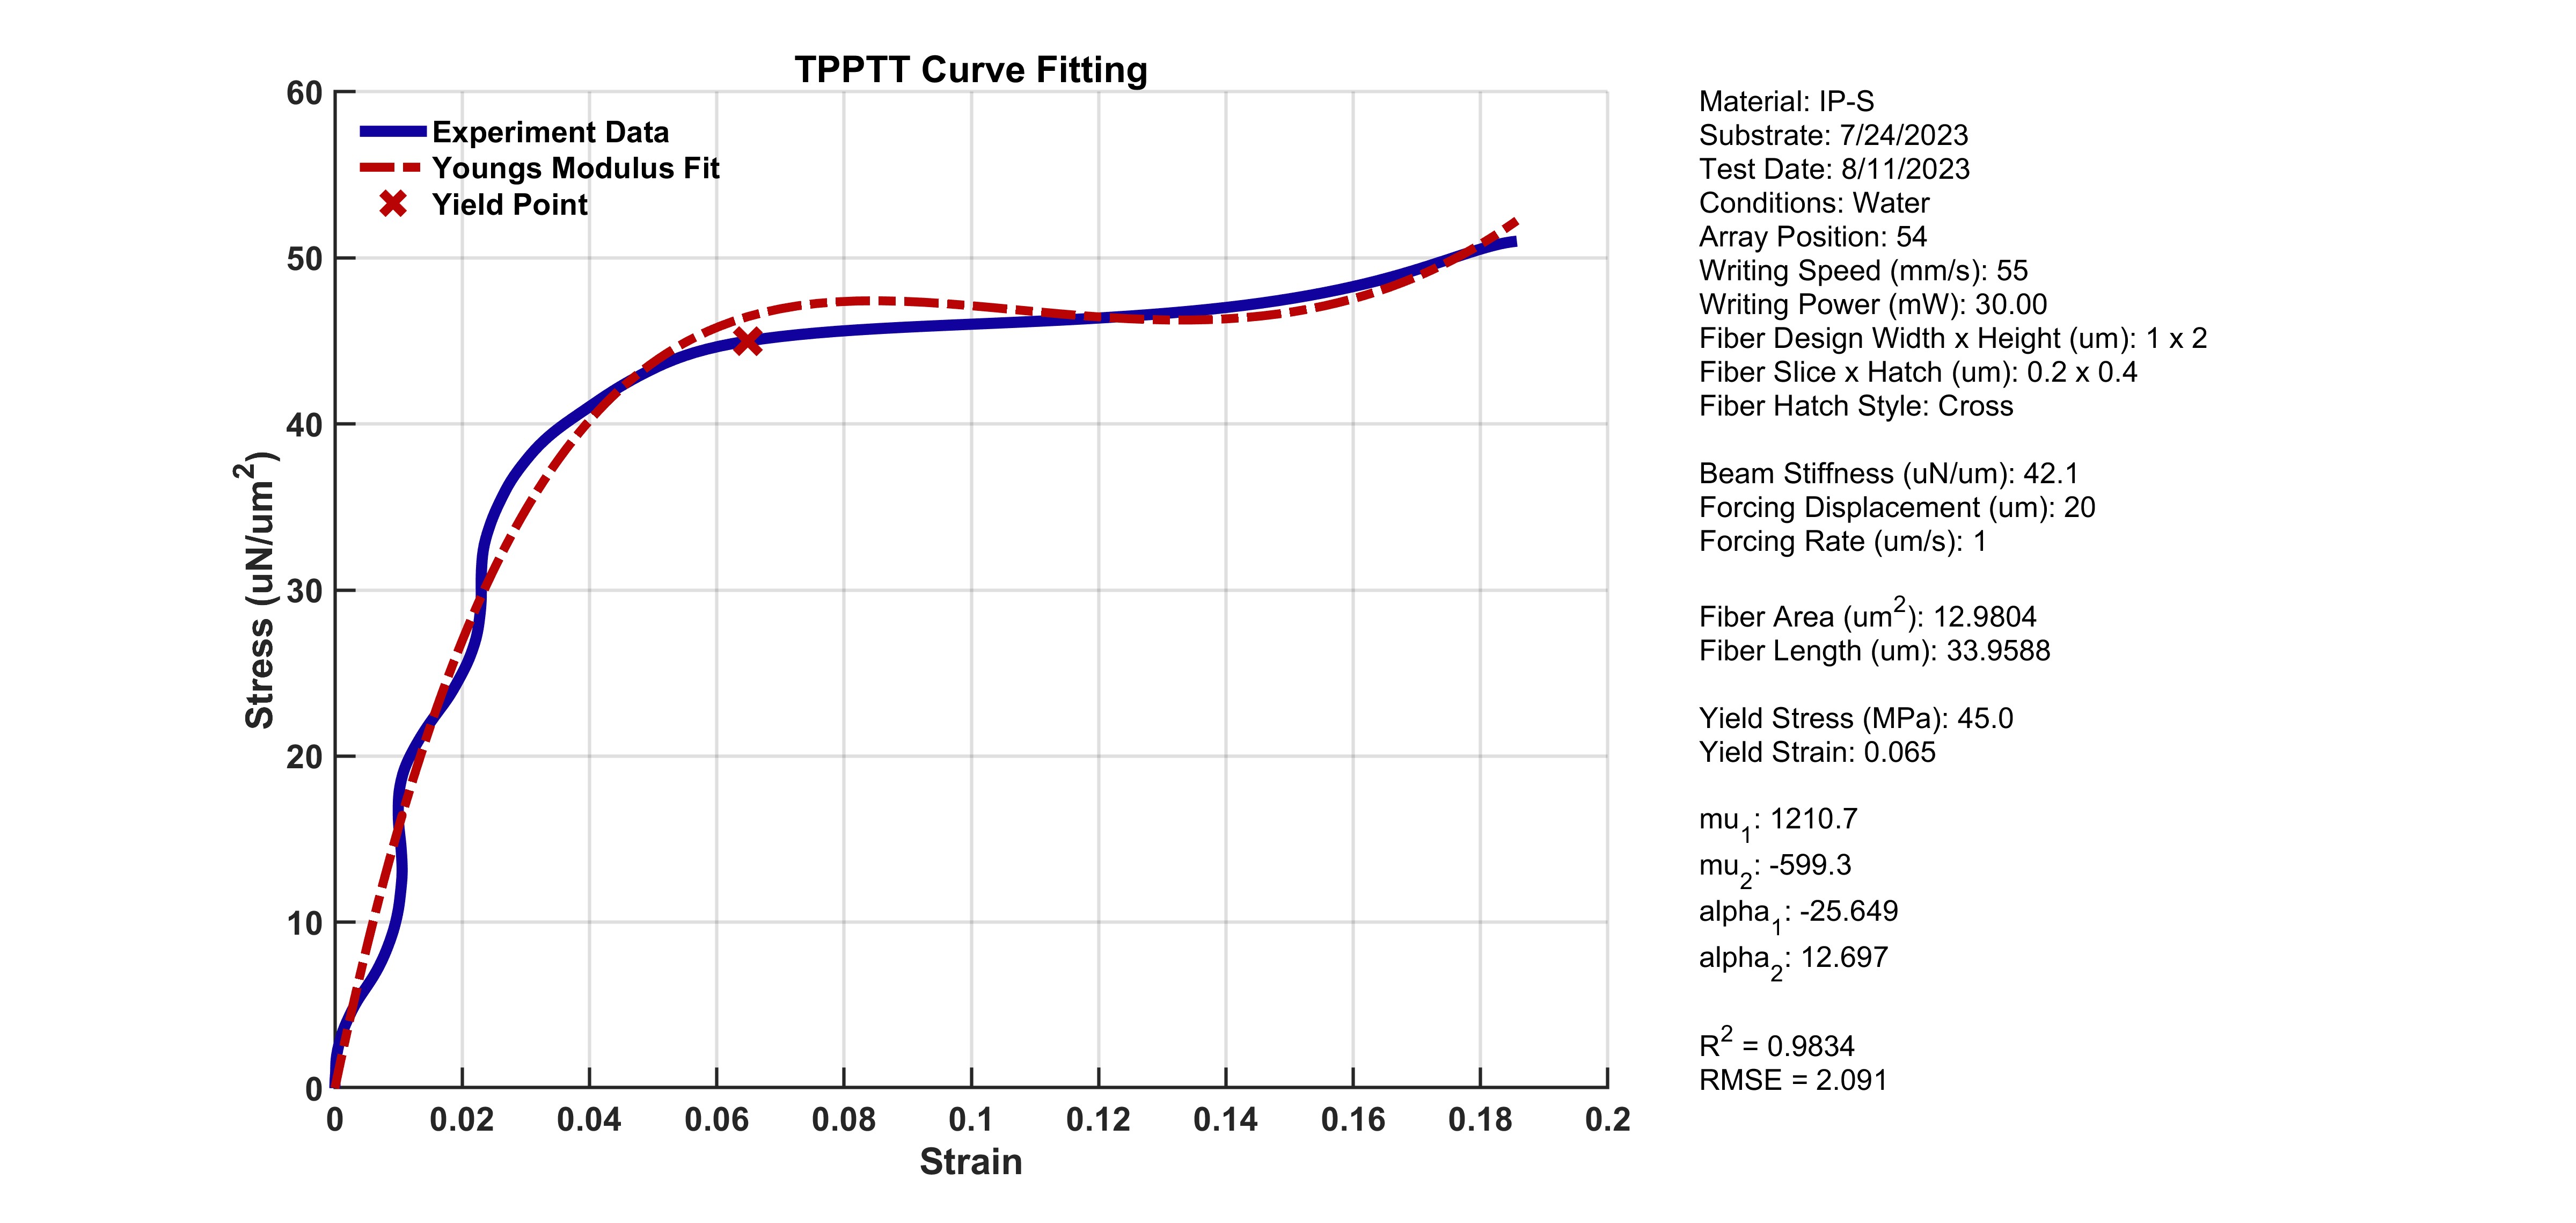 TPPTT Curve Fitting
60
50
40
30
20
10
0
Stress (uN/um²)
Experiment Data
Youngs Modulus Fit
Yield Point
0 0.02 0.04 0.06 0.08 0.1 0.12 0.14 0.16 0.18 0.2
Strain
Material: IP-S
Substrate: 7/24/2023
Test Date: 8/11/2023
Conditions: Water
Array Position: 54
Writing Speed (mm/s): 55
Writing Power (mW): 30.00
Fiber Design Width x Height (um): 1 x 2
Fiber Slice x Hatch (um): 0.2 x 0.4
Fiber Hatch Style: Cross
Beam Stiffness (uN/um): 42.1
Forcing Displacement (um): 20
Forcing Rate (um/s): 1
Fiber Area (um²): 12.9804
Fiber Length (um): 33.9588
Yield Stress (MPa): 45.0
Yield Strain: 0.065
mu₁: 1210.7
mu₂: -599.3
alpha₁: -25.649
alpha₂: 12.697
R² = 0.9834
RMSE = 2.091